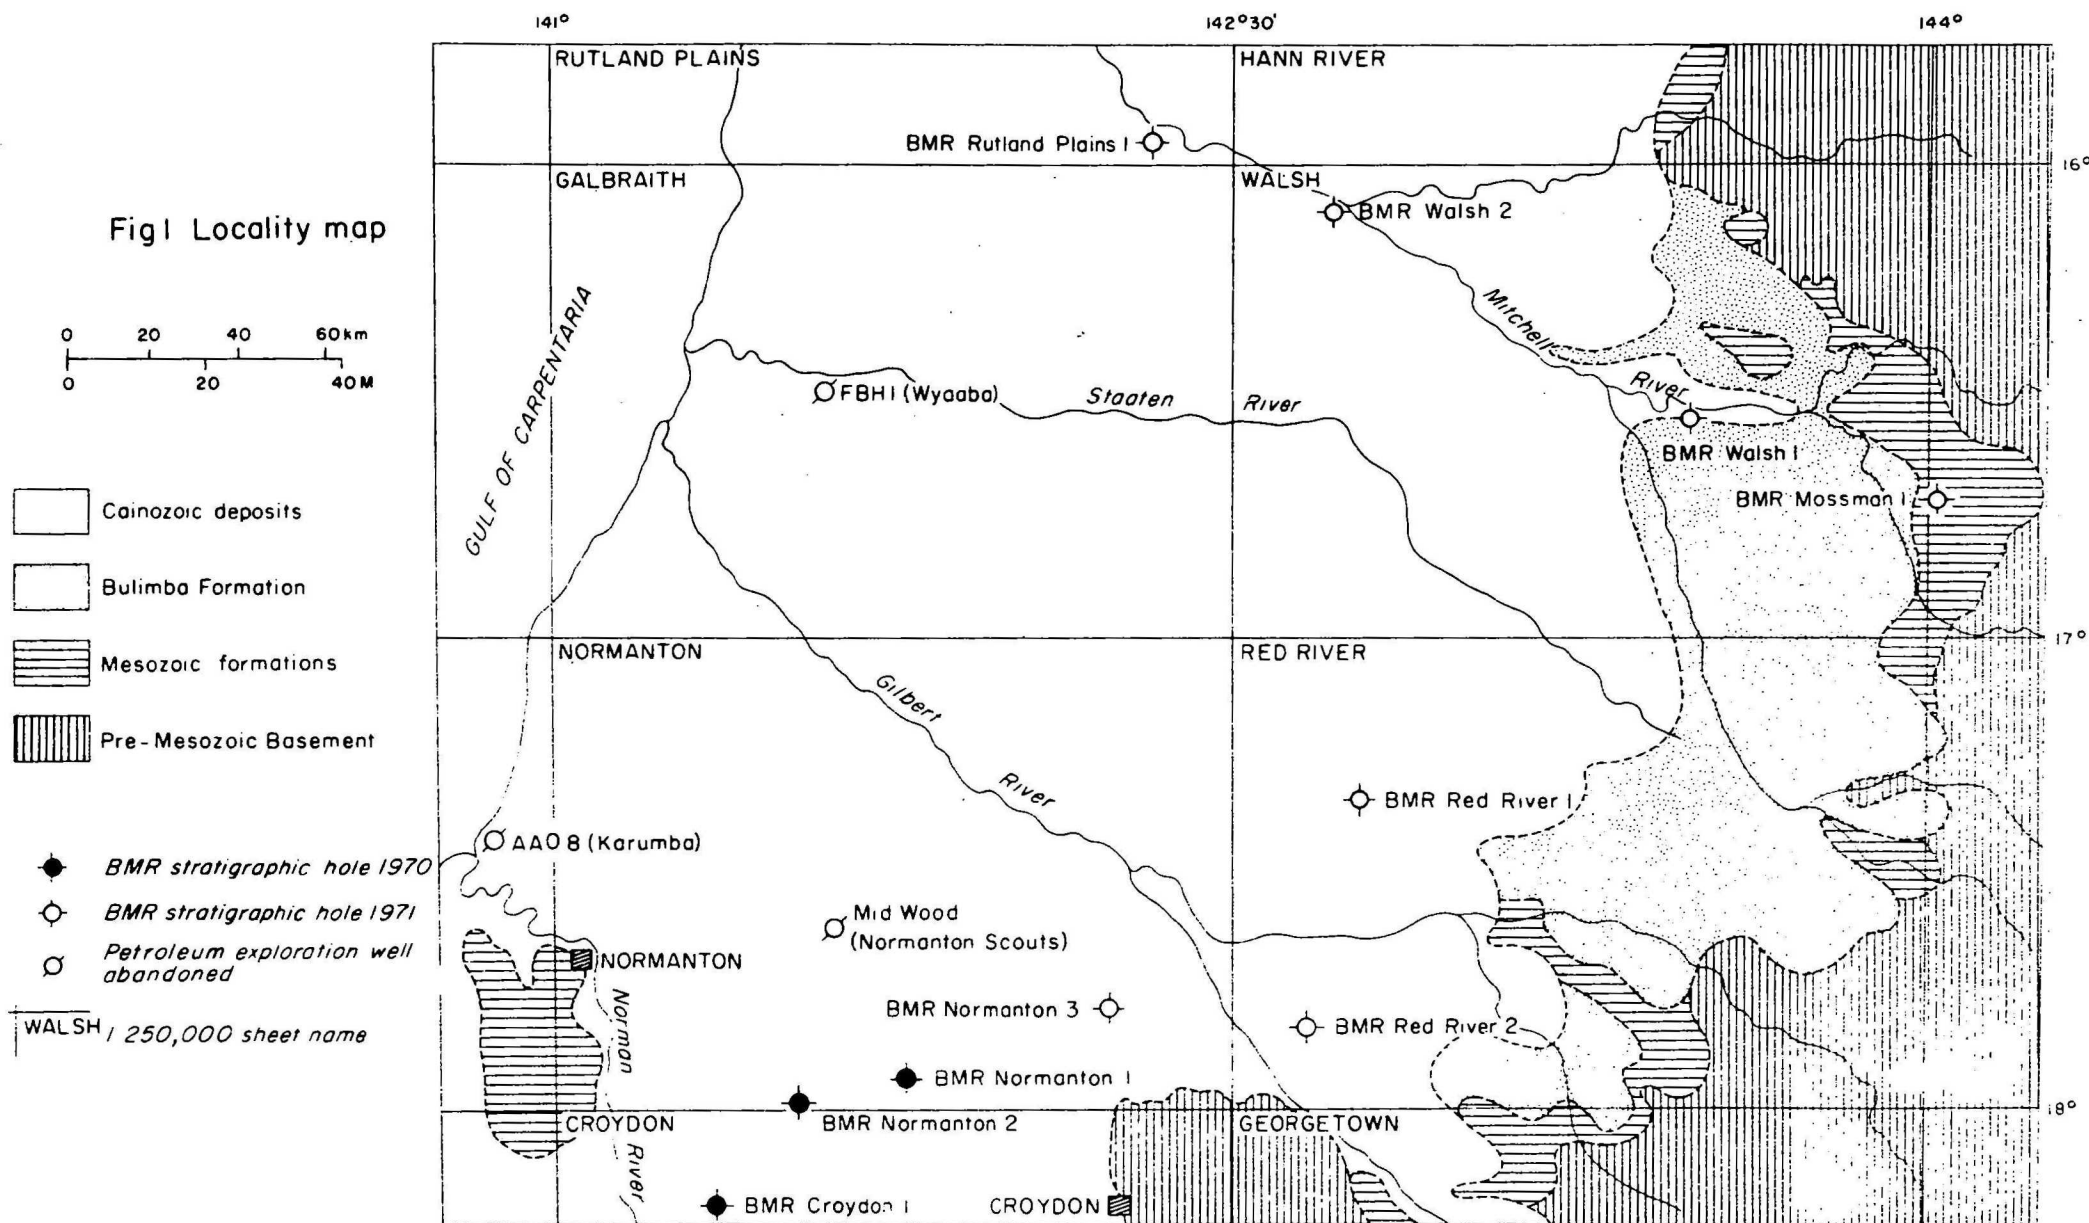 141°
142°30'
144°
RUTLAND PLAINS
HANN RIVER
BMR Rutland Plains 1
16°
GALBRAITH
WALSH
BMR Walsh 2
Fig 1 Locality map
GULF OF CARPENTARIA
Mitchell
River
0 20 40 60 km
0 20 40 M
FBH 1 (Wyaaba)
Staaten River
BMR Walsh 1
BMR Mossman 1
Cainozoic deposits
Bulimba Formation
Mesozoic formations
Pre-Mesozoic Basement
17°
NORMANTON
RED RIVER
Gilbert
River
BMR Red River 1
AAO 8 (Karumba)
BMR stratigraphic hole 1970
BMR stratigraphic hole 1971
Petroleum exploration well
abandoned
WALSH 1 250,000 sheet name
Mid Wood
(Normanton Scouts)
NORMANTON
Norman
River
BMR Normanton 3
BMR Red River 2
BMR Normanton 1
BMR Normanton 2
18°
CROYDON
GEORGETOWN
BMR Croydon 1
CROYDON